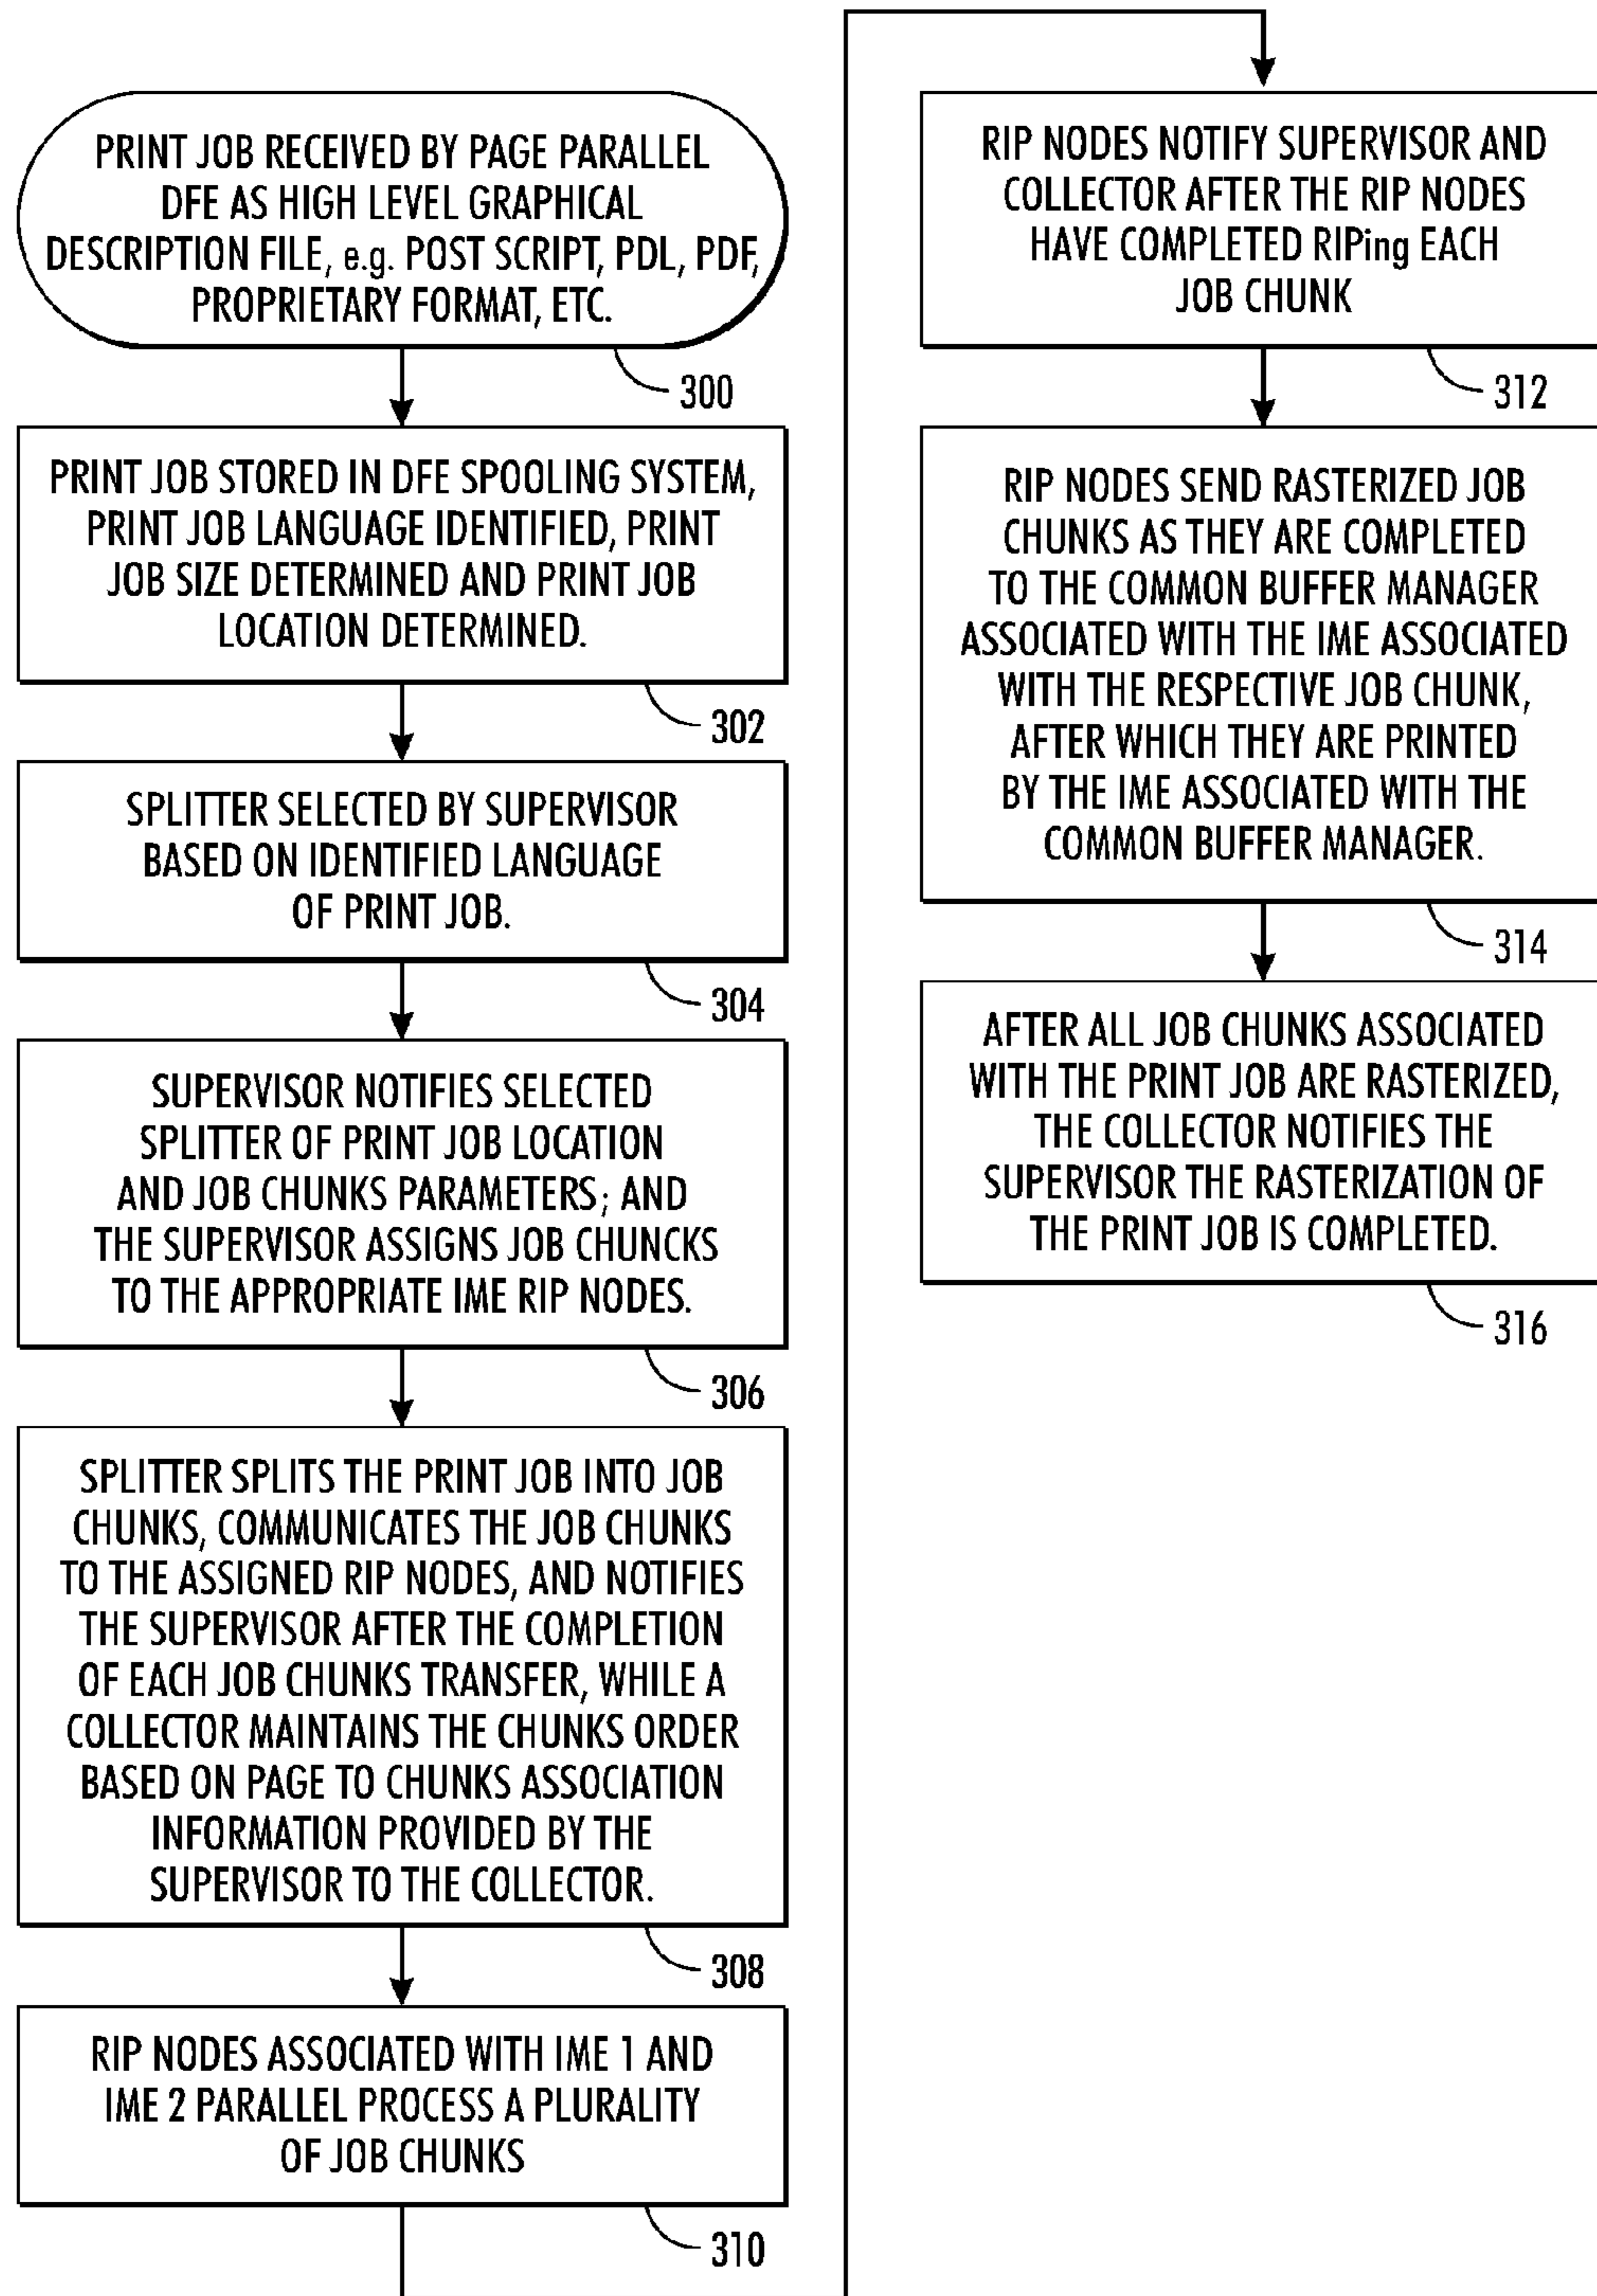 PRINT JOB RECEIVED BY PAGE PARALLEL
DFE AS HIGH LEVEL GRAPHICAL
DESCRIPTION FILE, e.g. POST SCRIPT, PDL, PDF,
PROPRIETARY FORMAT, ETC.
300
PRINT JOB STORED IN DFE SPOOLING SYSTEM,
PRINT JOB LANGUAGE IDENTIFIED, PRINT
JOB SIZE DETERMINED AND PRINT JOB
LOCATION DETERMINED.
302
SPLITTER SELECTED BY SUPERVISOR
BASED ON IDENTIFIED LANGUAGE
OF PRINT JOB.
304
SUPERVISOR NOTIFIES SELECTED
SPLITTER OF PRINT JOB LOCATION
AND JOB CHUNKS PARAMETERS; AND
THE SUPERVISOR ASSIGNS JOB CHUNCKS
TO THE APPROPRIATE IME RIP NODES.
306
SPLITTER SPLITS THE PRINT JOB INTO JOB
CHUNKS, COMMUNICATES THE JOB CHUNKS
TO THE ASSIGNED RIP NODES, AND NOTIFIES
THE SUPERVISOR AFTER THE COMPLETION
OF EACH JOB CHUNKS TRANSFER, WHILE A
COLLECTOR MAINTAINS THE CHUNKS ORDER
BASED ON PAGE TO CHUNKS ASSOCIATION
INFORMATION PROVIDED BY THE
SUPERVISOR TO THE COLLECTOR.
308
RIP NODES ASSOCIATED WITH IME 1 AND
IME 2 PARALLEL PROCESS A PLURALITY
OF JOB CHUNKS
310
RIP NODES NOTIFY SUPERVISOR AND
COLLECTOR AFTER THE RIP NODES
HAVE COMPLETED RIPing EACH
JOB CHUNK
312
RIP NODES SEND RASTERIZED JOB
CHUNKS AS THEY ARE COMPLETED
TO THE COMMON BUFFER MANAGER
ASSOCIATED WITH THE IME ASSOCIATED
WITH THE RESPECTIVE JOB CHUNK,
AFTER WHICH THEY ARE PRINTED
BY THE IME ASSOCIATED WITH THE
COMMON BUFFER MANAGER.
314
AFTER ALL JOB CHUNKS ASSOCIATED
WITH THE PRINT JOB ARE RASTERIZED,
THE COLLECTOR NOTIFIES THE
SUPERVISOR THE RASTERIZATION OF
THE PRINT JOB IS COMPLETED.
316